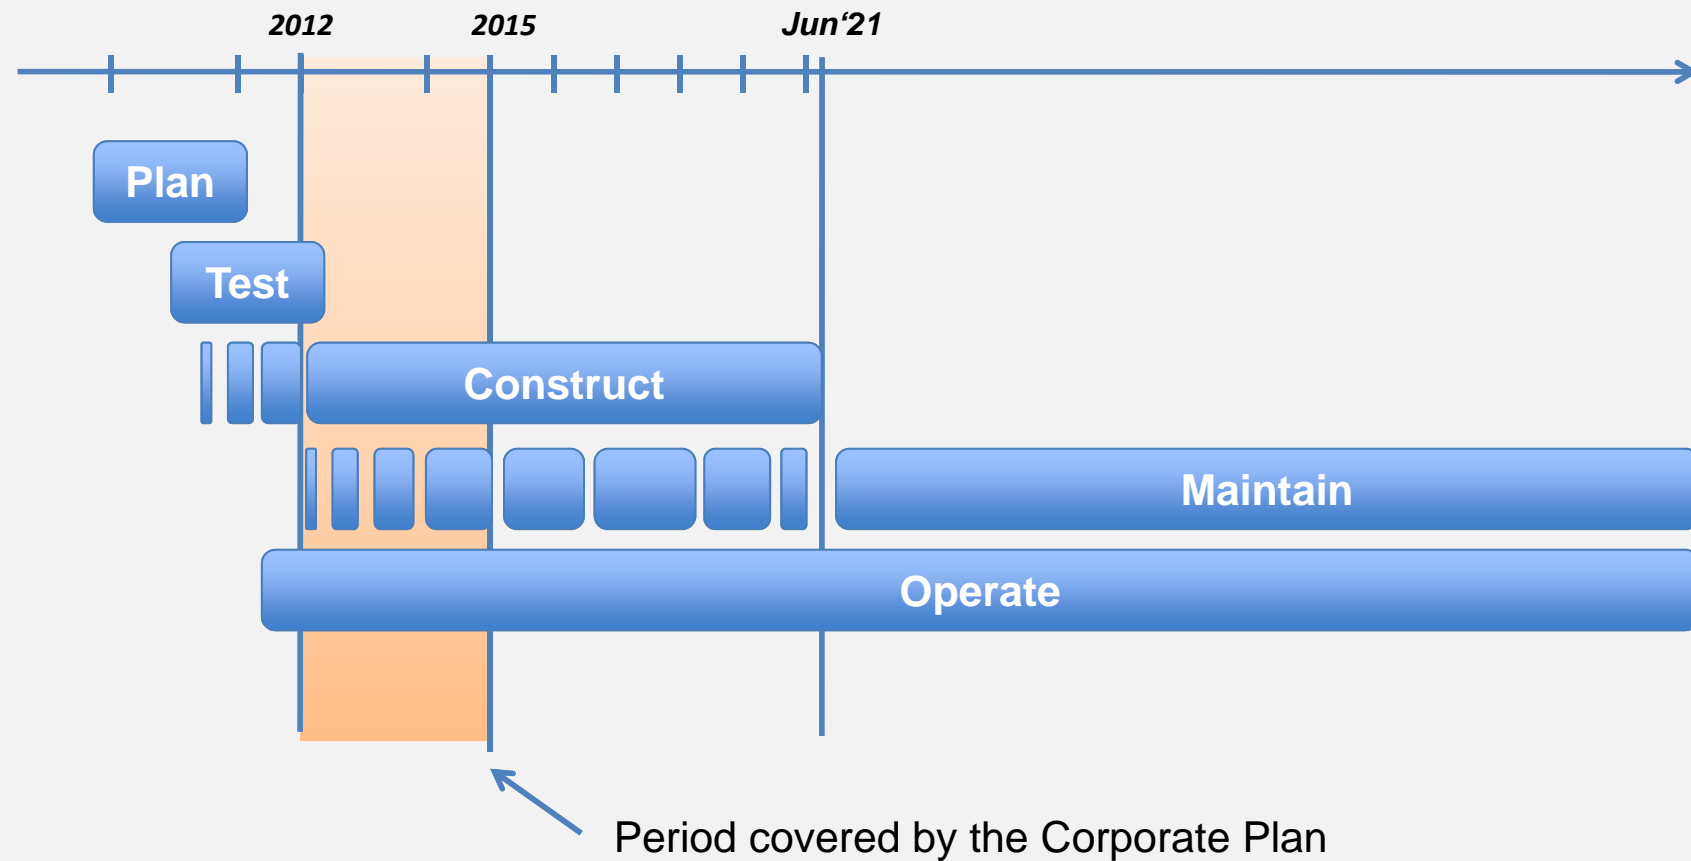 2012 2015 Jun‘21
Plan
Test
Construct
Maintain
Operate
Period covered by the Corporate Plan